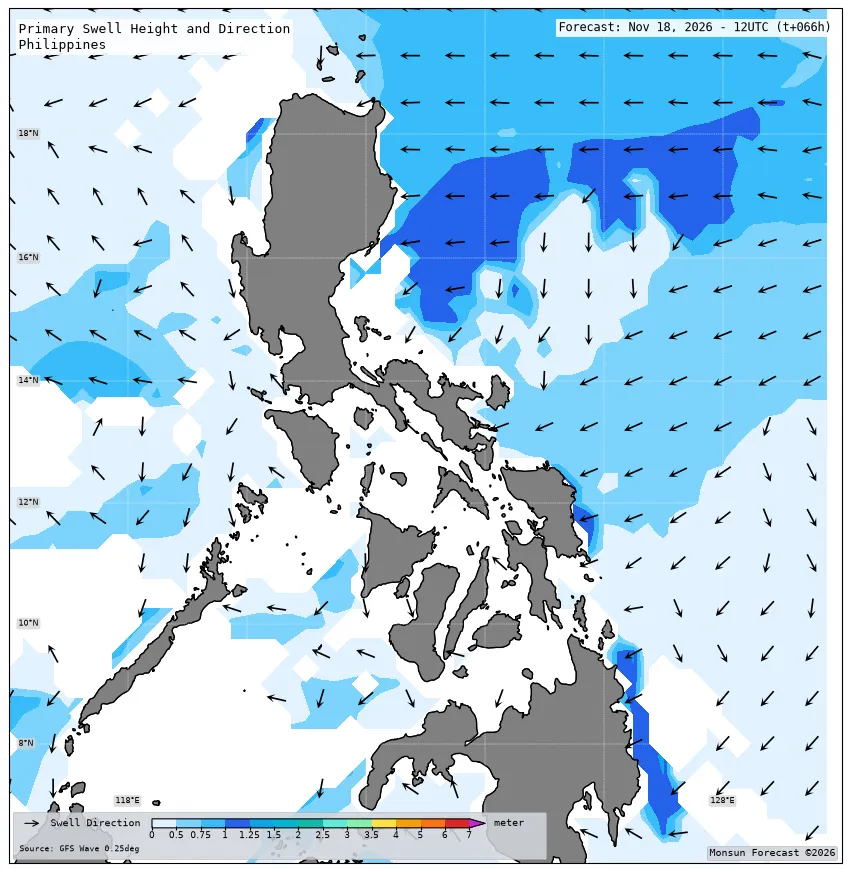 Primary Swell Height and Direction
Philippines
Forecast: Nov 18, 2026 - 12UTC (t+066h)
18°N
16°N
14°N
12°N
10°N
8°N
118°E
128°E
Swell Direction
0 0.5 0.75 1 1.25 1.5 2 2.5 3 3.5 4 5 6 7
meter
Source: GFS Wave 0.25deg
Monsun Forecast ©2026